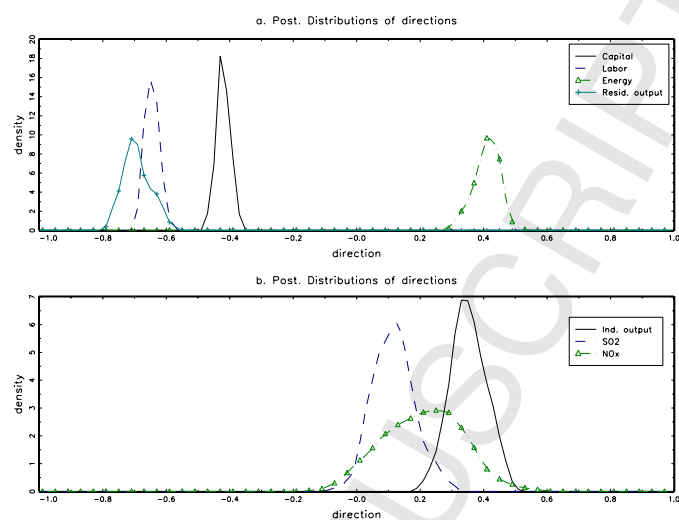 a. Post. Distributions of directions
20
18
16
14
12
10
8
6
4
2
0
density
Capital
Labor
Energy
Resid. output
-1.0 -0.8 -0.6 -0.4 -0.2 -0.0 0.2 0.4 0.6 0.8 1.0
direction
b. Post. Distributions of directions
7
6
5
4
3
2
1
0
density
Ind. output
SO2
NOx
-1.0 -0.8 -0.6 -0.4 -0.2 -0.0 0.2 0.4 0.6 0.8 1.0
direction
USCRIPT